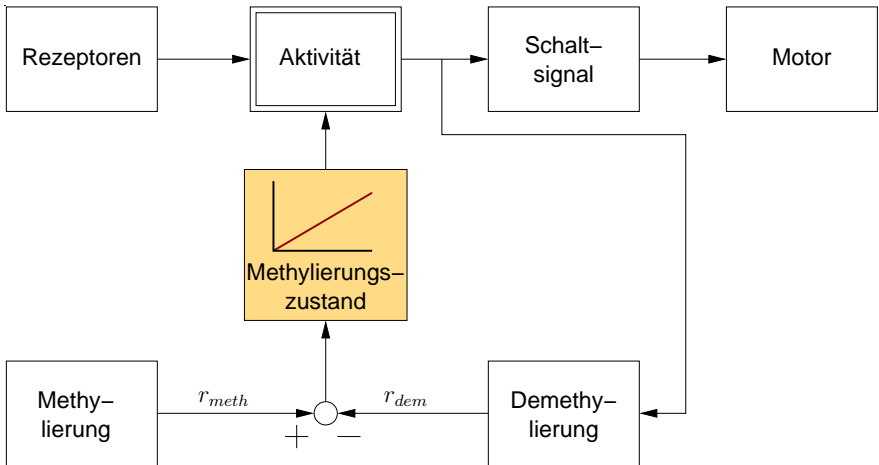 Rezeptoren
Aktivität
Schalt–
signal
Motor
Methylierungs–
zustand
Methy–
lierung
r_meth
+ –
r_dem
Demethy–
lierung